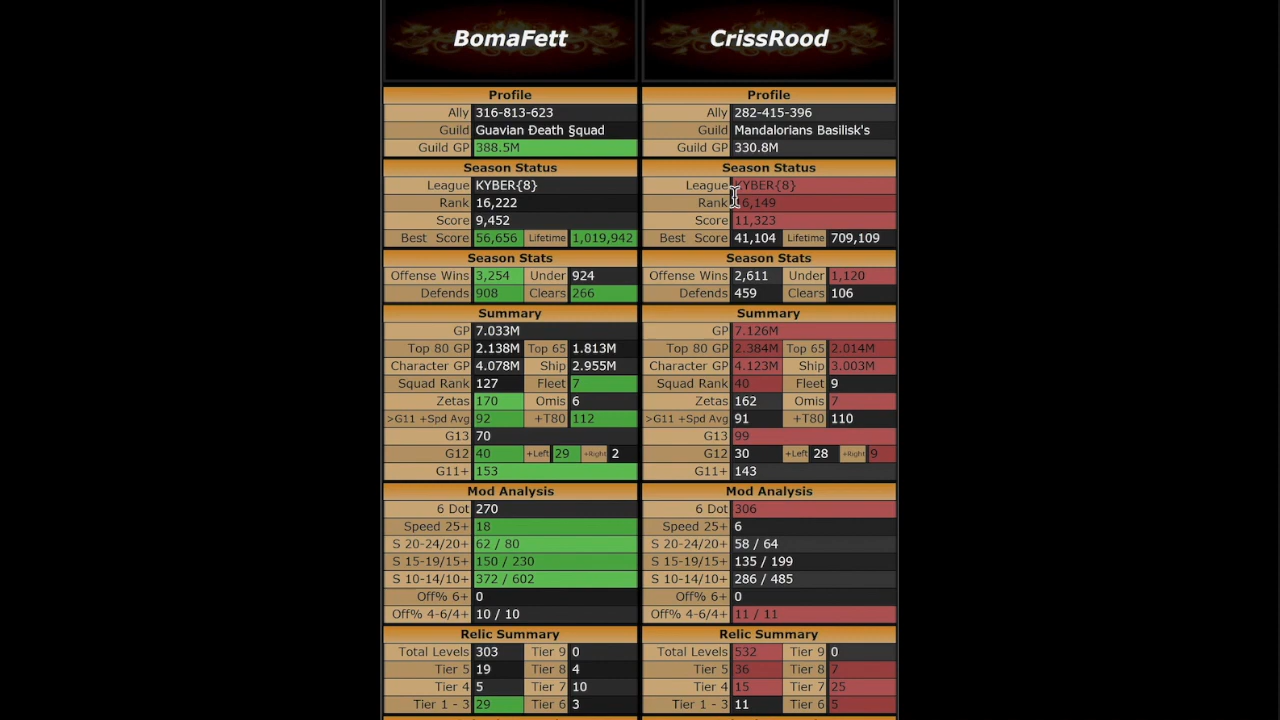 BomaFett CrissRood
Profile Profile
Ally 316-813-623 Ally 282-415-396
Guild Guavian Ðeath §quad Guild Mandalorians Basilisk's
Guild GP 388.5M Guild GP 330.8M
Season Status Season Status
League KYBER{8} League KYBER{8}
Rank 16,222 Rank 16,149
Score 9,452 Score 11,323
Best Score 56,656 Lifetime 1,019,942 Best Score 41,104 Lifetime 709,109
Season Stats Season Stats
Offense Wins 3,254 Under 924 Offense Wins 2,611 Under 1,120
Defends 908 Clears 266 Defends 459 Clears 106
Summary Summary
GP 7.033M GP 7.126M
Top 80 GP 2.138M Top 65 1.813M Top 80 GP 2.384M Top 65 2.014M
Character GP 4.078M Ship 2.955M Character GP 4.123M Ship 3.003M
Squad Rank 127 Fleet 7 Squad Rank 40 Fleet 9
Zetas 170 Omis 6 Zetas 162 Omis 7
>G11 +Spd Avg 92 +T80 112 >G11 +Spd Avg 91 +T80 110
G13 70 G13 99
G12 40 +Left 29 +Right 2 G12 30 +Left 28 +Right 9
G11+ 153 G11+ 143
Mod Analysis Mod Analysis
6 Dot 270 6 Dot 306
Speed 25+ 18 Speed 25+ 6
S 20-24/20+ 62 / 80 S 20-24/20+ 58 / 64
S 15-19/15+ 150 / 230 S 15-19/15+ 135 / 199
S 10-14/10+ 372 / 602 S 10-14/10+ 286 / 485
Off% 6+ 0 Off% 6+ 0
Off% 4-6/4+ 10 / 10 Off% 4-6/4+ 11 / 11
Relic Summary Relic Summary
Total Levels 303 Tier 9 0 Total Levels 532 Tier 9 0
Tier 5 19 Tier 8 4 Tier 5 36 Tier 8 7
Tier 4 5 Tier 7 10 Tier 4 15 Tier 7 25
Tier 1 - 3 29 Tier 6 3 Tier 1 - 3 11 Tier 6 5